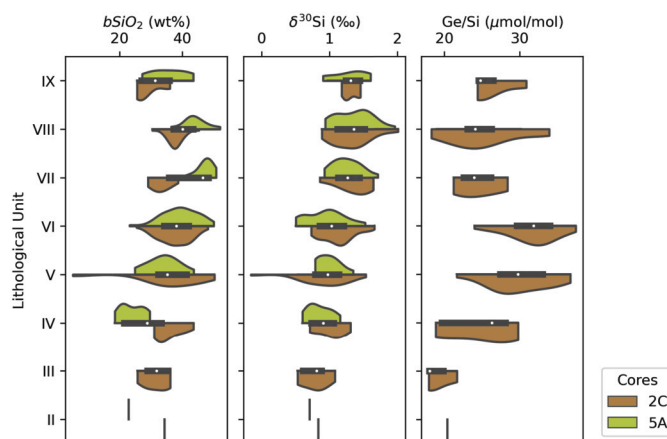 bSiO₂ (wt%)
δ³⁰Si (‰)
Ge/Si (μmol/mol)
20 40
0 1 2
20 30
Lithological Unit
IX
VIII
VII
VI
V
IV
III
II
Cores
2C
5A